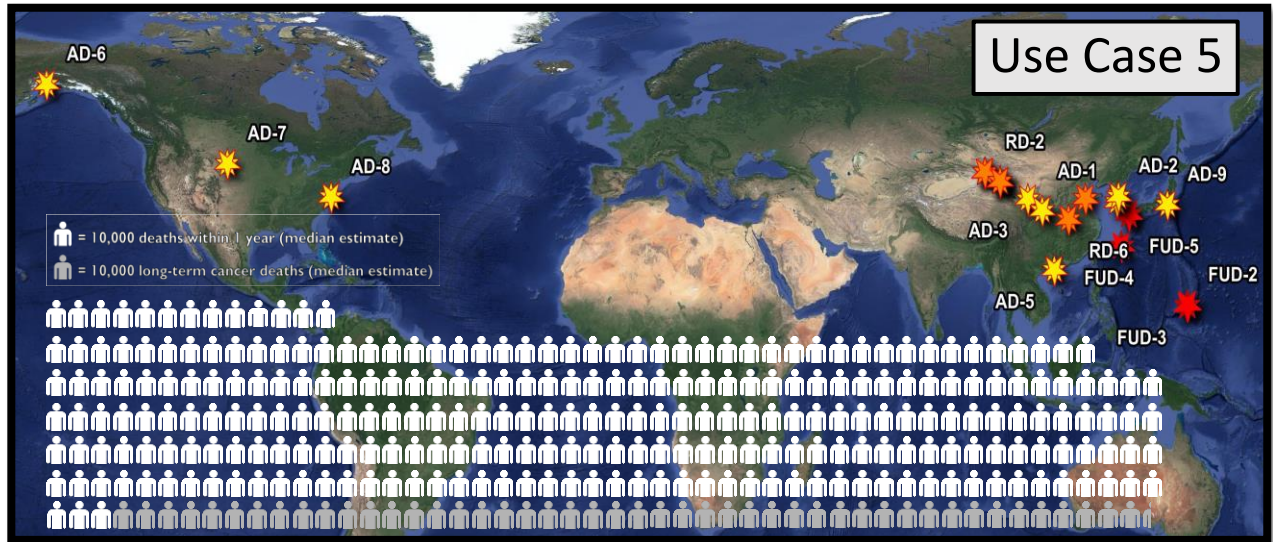 Use Case 5
AD-6
AD-7
AD-8
RD-2
AD-1
AD-2
AD-9
AD-3
RD-6
FUD-5
FUD-4
FUD-2
AD-5
FUD-3
= 10,000 deaths within 1 year (median estimate)
= 10,000 long-term cancer deaths (median estimate)